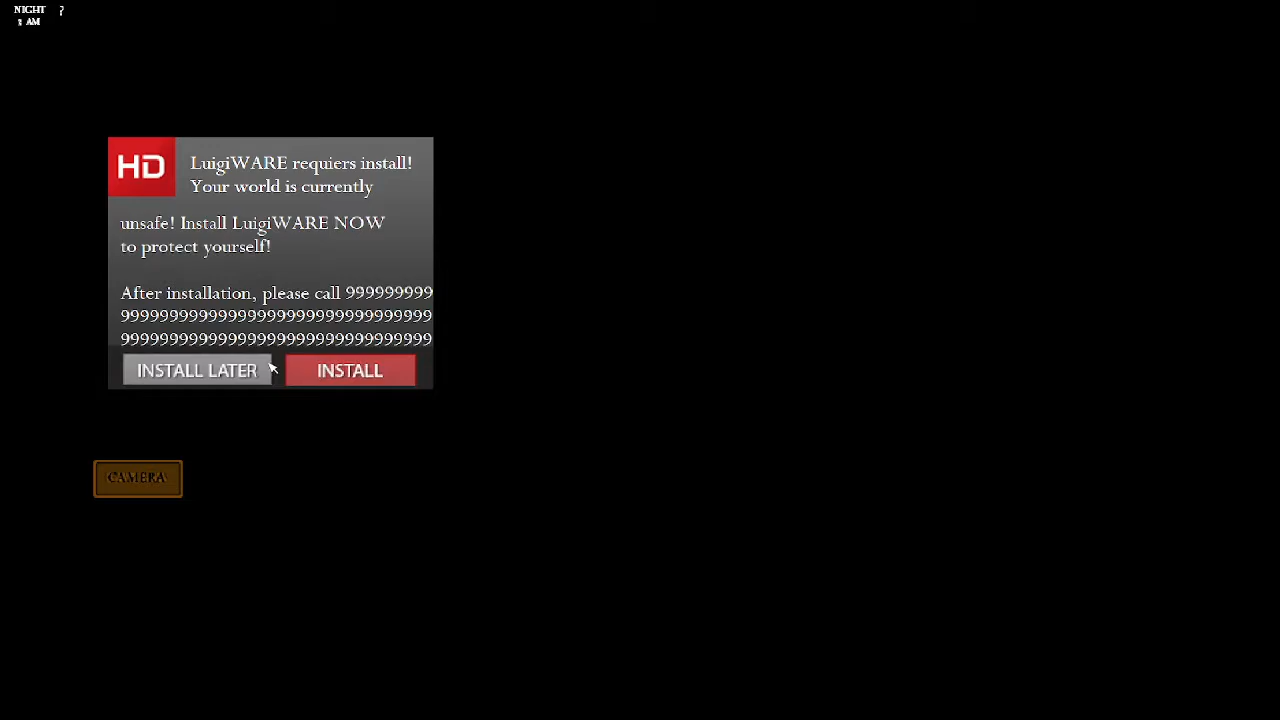 NIGHT ?
AM
HD
LuigiWARE requiers install!
Your world is currently
unsafe! Install LuigiWARE NOW
to protect yourself!
After installation, please call 999999999
99999999999999999999999999999999
99999999999999999999999999999999
INSTALL LATER
INSTALL
CAMERA